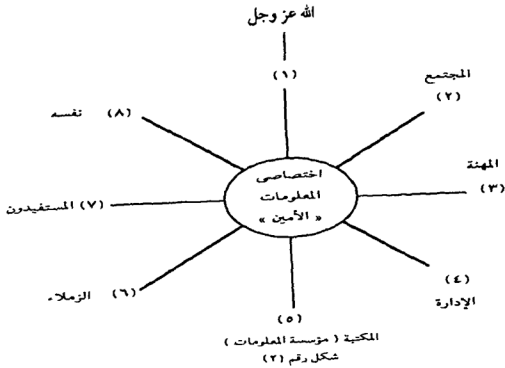 الله عز وجل
(١)
المجتمع
(٢)
المهنة
(٣)
(٤)
الإدارة
(٥)
المكتبة ( مؤسسة المعلومات )
شكل رقم (٢)
(٦) الزملاء
(٧) المستفيدون
(٨) نفسه
اختصاصى
المعلومات
« الأمين »